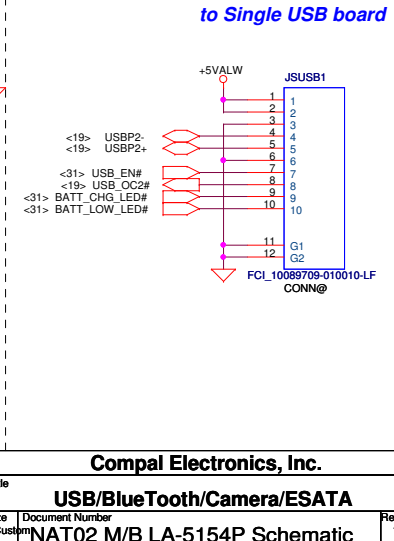 to Single USB board
+5VALW
JSUSB1
1 1
2 2
3 3
<19> USBP2- 4 4
<19> USBP2+ 5 5
6 6
<31> USB_EN# 7 7
<19> USB_OC2# 8 8
<31> BATT_CHG_LED# 9 9
<31> BATT_LOW_LED# 10 10
11 G1
12 G2
FCI_10089709-010010-LF
CONN@
Compal Electronics, Inc.
USB/BlueTooth/Camera/ESATA
Document Number
NAT02 M/B LA-5154P Schematic